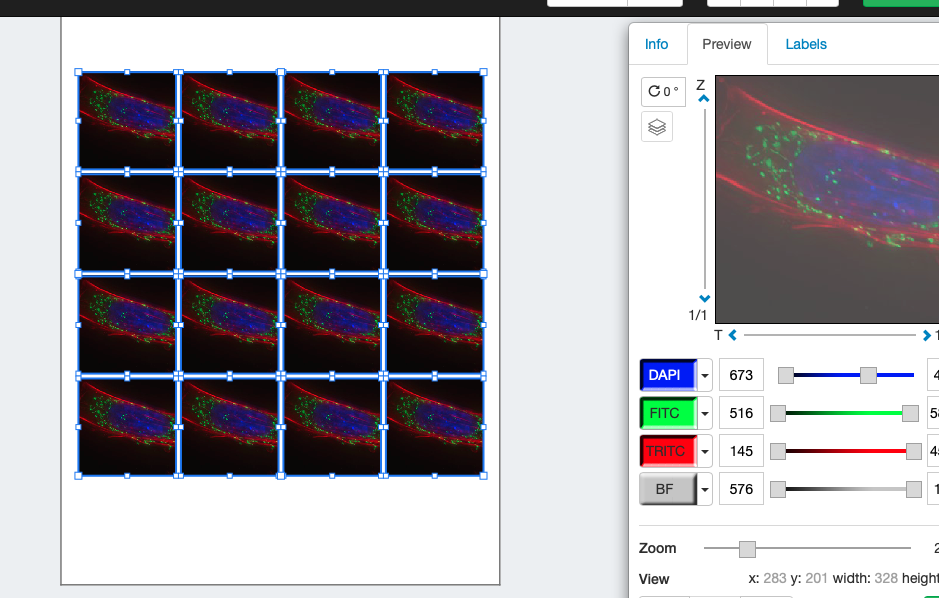 Info Preview Labels
0 °
Z
1/1
T
DAPI 673
FITC 516
TRITC 145
BF 576
Zoom
View x: 283 y: 201 width: 328 height